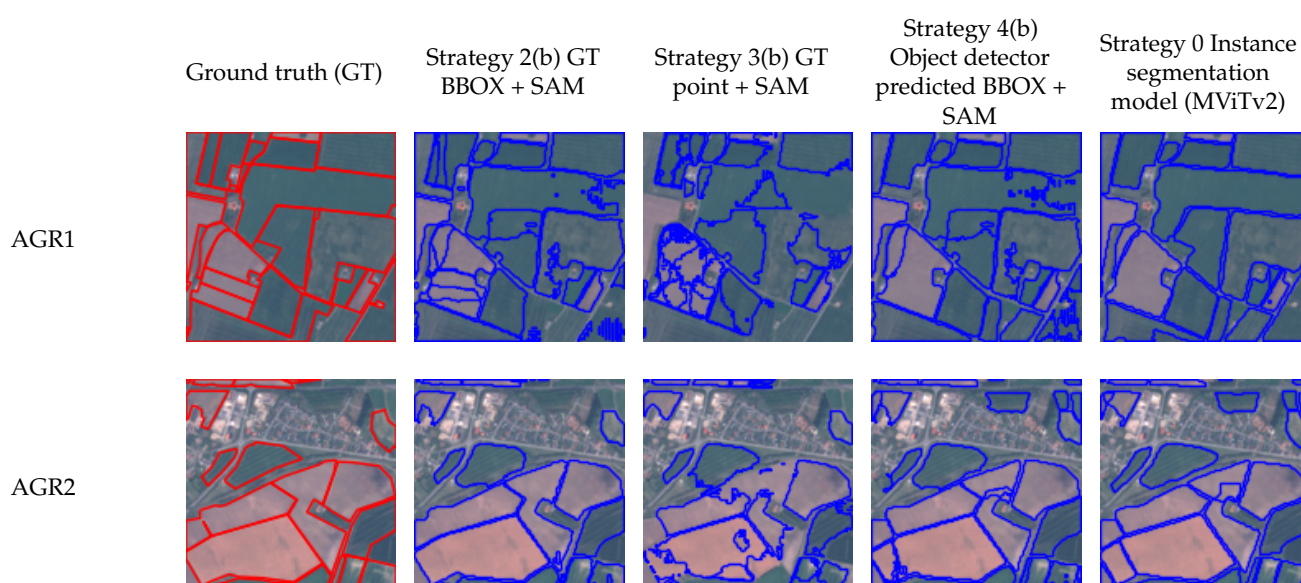 Ground truth (GT)
Strategy 2(b) GT
BBOX + SAM
Strategy 3(b) GT
point + SAM
Strategy 4(b)
Object detector
predicted BBOX +
SAM
Strategy 0 Instance
segmentation
model (MViTv2)
AGR1
AGR2